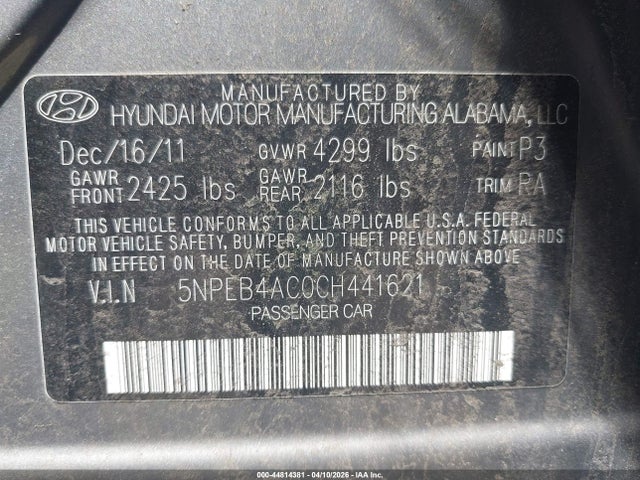 MANUFACTURED BY
HYUNDAI MOTOR MANUFACTURING ALABAMA, LLC
Dec/16/11 GVWR 4299 lbs PAINT P3
GAWR FRONT 2425 lbs GAWR REAR 2116 lbs TRIM RA
THIS VEHICLE CONFORMS TO ALL APPLICABLE U.S.A. FEDERAL
MOTOR VEHICLE SAFETY, BUMPER, AND THEFT PREVENTION STANDARDS
IN EFFECT ON THE DATE OF MANUFACTURE SHOWN ABOVE.
V.I.N 5NPEB4AC0CH441621
PASSENGER CAR
000-44814381 - 04/10/2026 - IAA Inc.